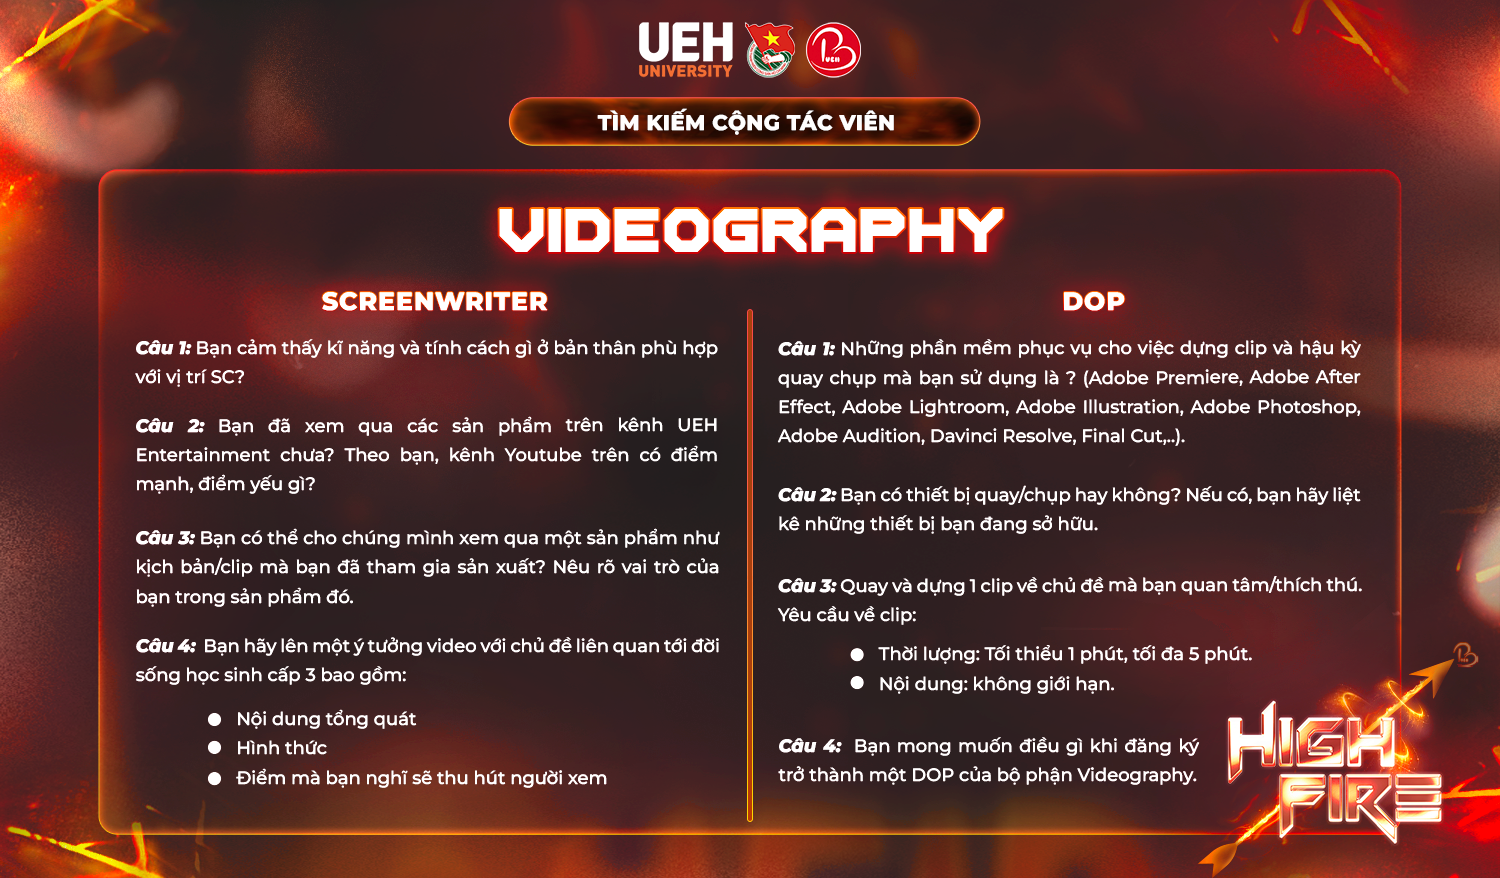 UEH
UNIVERSITY
B
UEH
TÌM KIẾM CỘNG TÁC VIÊN
VIDEOGRAPHY
SCREENWRITER
Câu 1: Bạn cảm thấy kĩ năng và tính cách gì ở bản thân phù hợp
với vị trí SC?
Câu 2: Bạn đã xem qua các sản phẩm trên kênh UEH
Entertainment chưa? Theo bạn, kênh Youtube trên có điểm
mạnh, điểm yếu gì?
Câu 3: Bạn có thể cho chúng mình xem qua một sản phẩm như
kịch bản/clip mà bạn đã tham gia sản xuất? Nêu rõ vai trò của
bạn trong sản phẩm đó.
Câu 4: Bạn hãy lên một ý tưởng video với chủ đề liên quan tới đời
sống học sinh cấp 3 bao gồm:
● Nội dung tổng quát
● Hình thức
● Điểm mà bạn nghĩ sẽ thu hút người xem
DOP
Câu 1: Những phần mềm phục vụ cho việc dựng clip và hậu kỳ
quay chụp mà bạn sử dụng là ? (Adobe Premiere, Adobe After
Effect, Adobe Lightroom, Adobe Illustration, Adobe Photoshop,
Adobe Audition, Davinci Resolve, Final Cut,..).
Câu 2: Bạn có thiết bị quay/chụp hay không? Nếu có, bạn hãy liệt
kê những thiết bị bạn đang sở hữu.
Câu 3: Quay và dựng 1 clip về chủ đề mà bạn quan tâm/thích thú.
Yêu cầu về clip:
● Thời lượng: Tối thiểu 1 phút, tối đa 5 phút.
● Nội dung: không giới hạn.
Câu 4: Bạn mong muốn điều gì khi đăng ký
trở thành một DOP của bộ phận Videography.
HIGH
FIRE